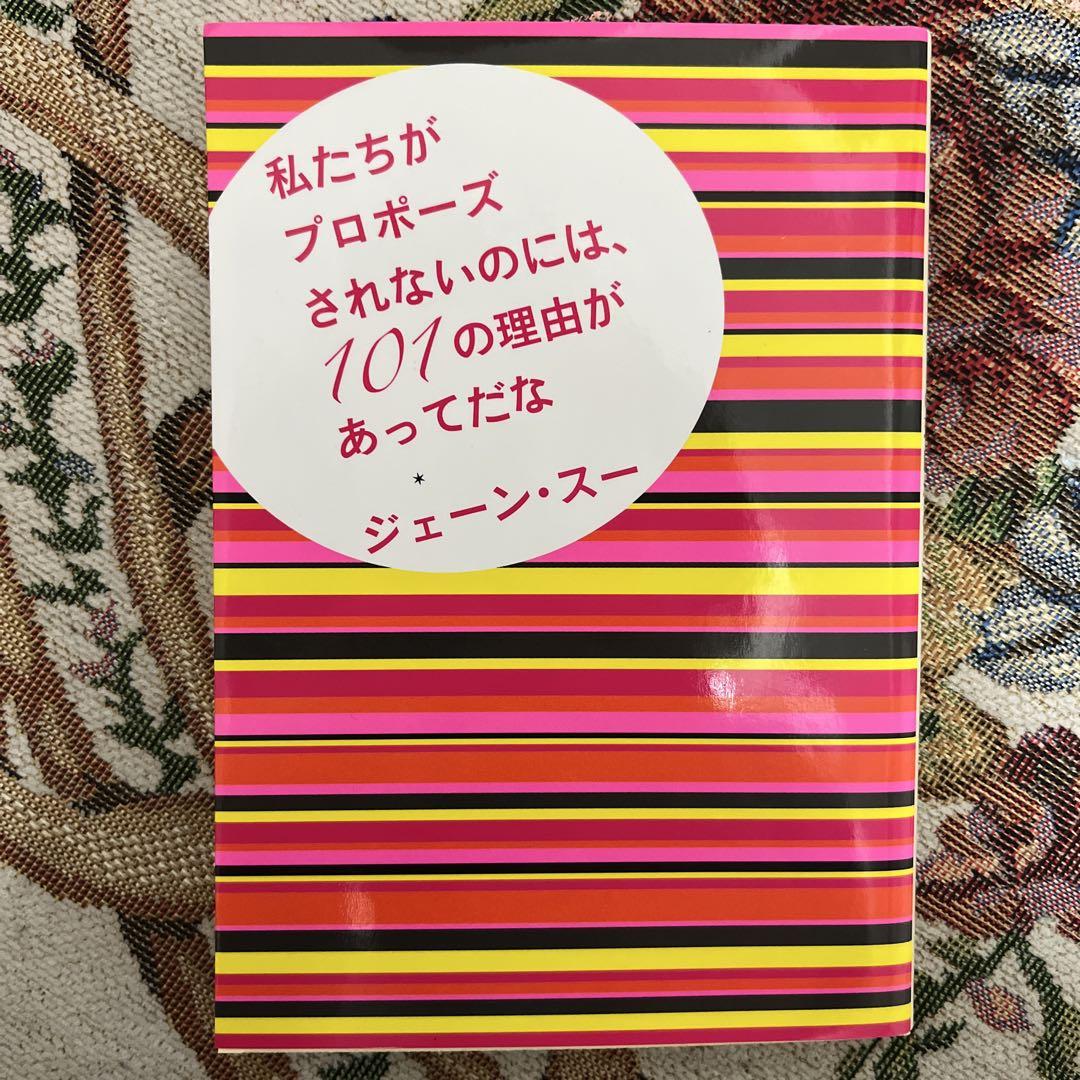 私たちが
プロポーズ
されないのには、
101の理由が
あってだな
*
ジェーン・スー